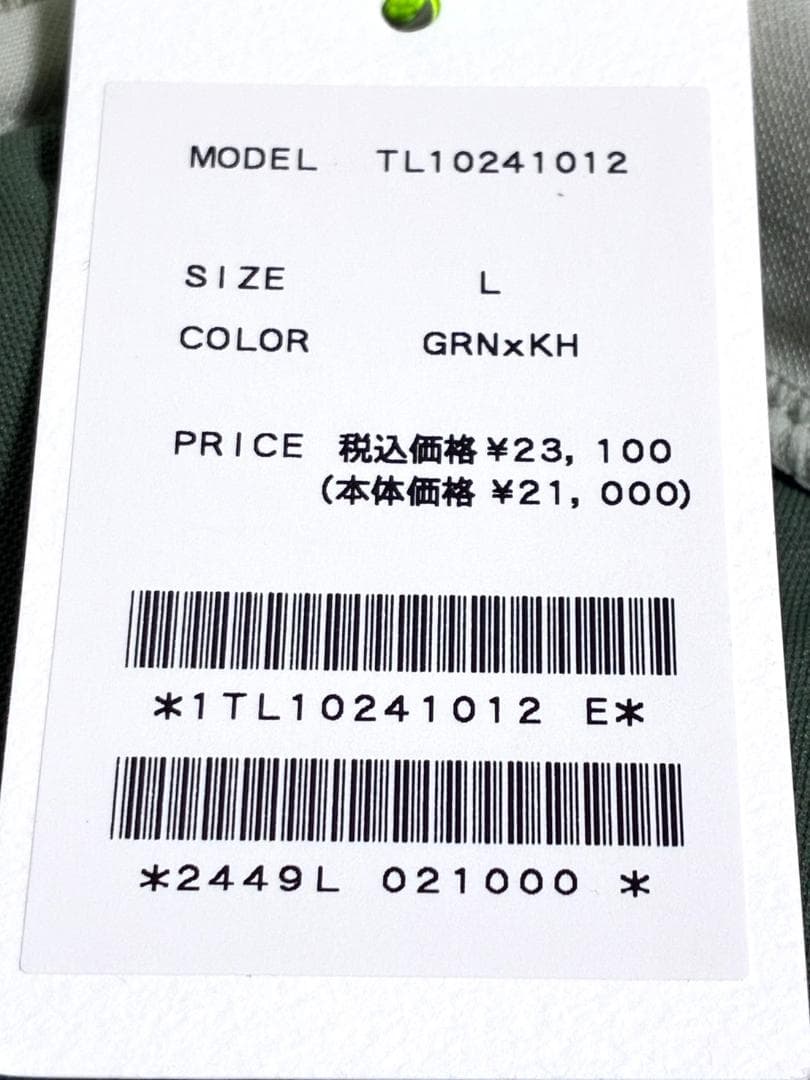 MODEL TL10241012
SIZE L
COLOR GRNxKH
PRICE 税込価格 ¥23, 100
(本体価格 ¥21, 000)
*1TL10241012 E*
*2449L 021000 *